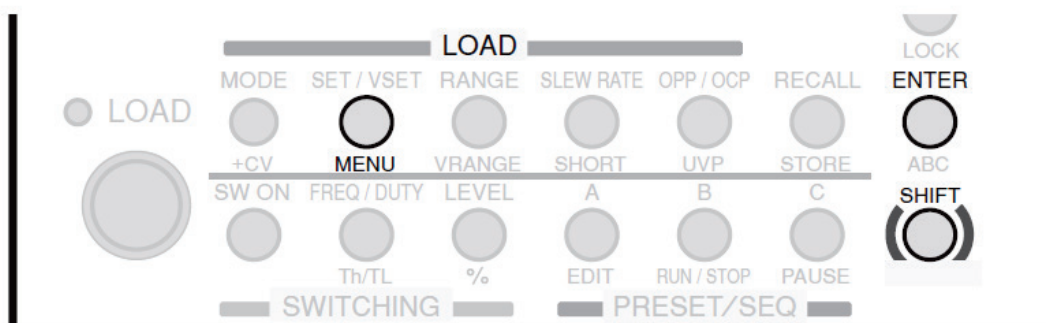 LOAD
LOCK
MODE SET / VSET RANGE SLEW RATE OPP / OCP RECALL ENTER
LOAD
+CV MENU VRANGE SHORT UVP STORE ABC
SW ON FREQ / DUTY LEVEL A B C SHIFT
Th/TL % EDIT RUN / STOP PAUSE
SWITCHING PRESET/SEQ